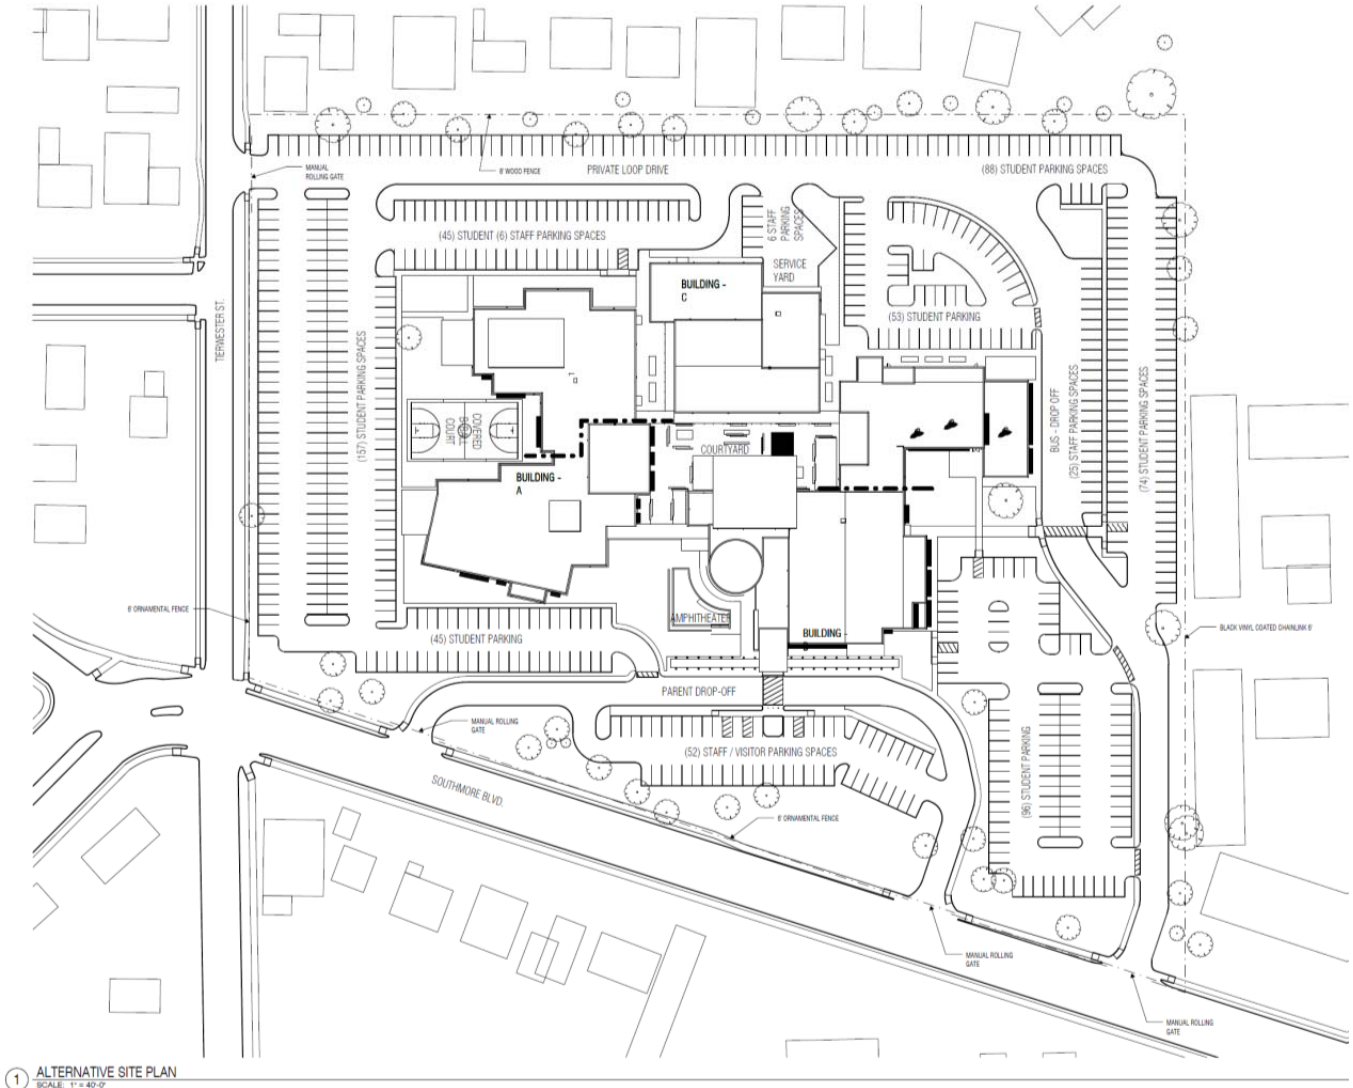 MANUAL
ROLLING GATE
6' WOOD FENCE
PRIVATE LOOP DRIVE
(88) STUDENT PARKING SPACES
(45) STUDENT (6) STAFF PARKING SPACES
6 STAFF
PARKING
SPACES
SERVICE
YARD
BUILDING -
C
(53) STUDENT PARKING
TIERWESTER ST.
(157) STUDENT PARKING SPACES
COVERED
COURT
COURTYARD
BUS - DROP OFF
(25) STAFF PARKING SPACES
(74) STUDENT PARKING SPACES
BUILDING -
A
6' ORNAMENTAL FENCE
(45) STUDENT PARKING
AMPHITHEATER
BUILDING -
BLACK VINYL COATED CHAINLINK 6'
PARENT DROP-OFF
MANUAL ROLLING
GATE
(52) STAFF / VISITOR PARKING SPACES
(96) STUDENT PARKING
SOUTHMORE BLVD.
6' ORNAMENTAL FENCE
MANUAL ROLLING
GATE
MANUAL ROLLING
GATE
1 ALTERNATIVE SITE PLAN
SCALE: 1" = 40'-0"